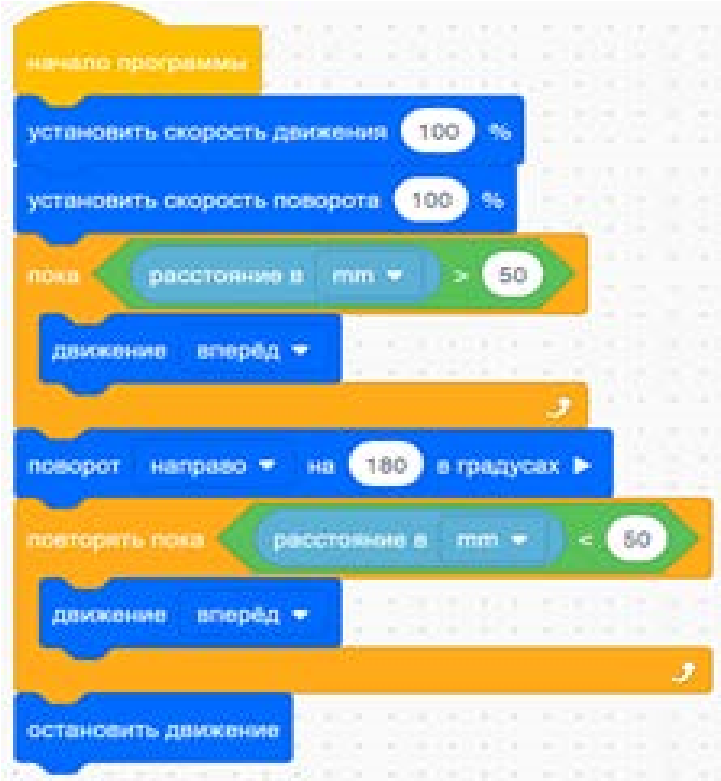 начало программы
установить скорость движения 100 %
установить скорость поворота 100 %
пока расстояние в mm > 50
движение вперёд
поворот направо на 180 в градусах
повторять пока расстояние в mm < 50
движение вперёд
остановить движение